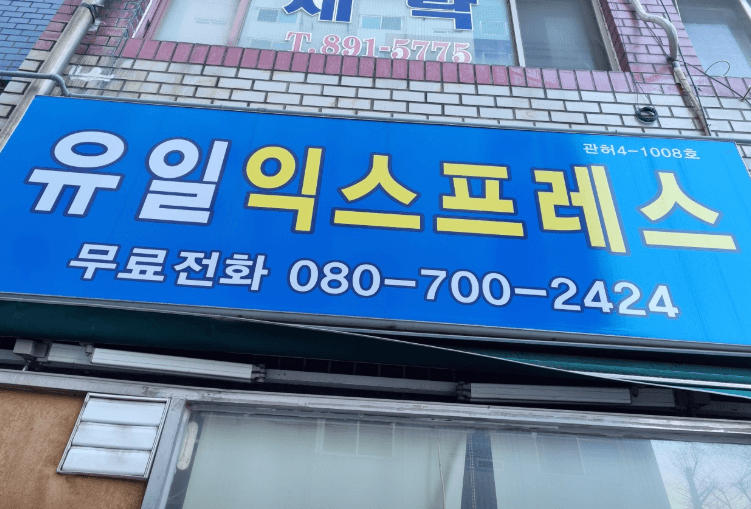 세탁
T.891-5775
관허4-1008호
유일익스프레스
무료전화 080-700-2424